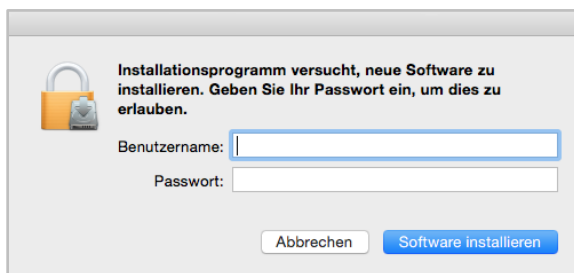 Installationsprogramm versucht, neue Software zu
installieren. Geben Sie Ihr Passwort ein, um dies zu
erlauben.
Benutzername:
Passwort:
Abbrechen Software installieren